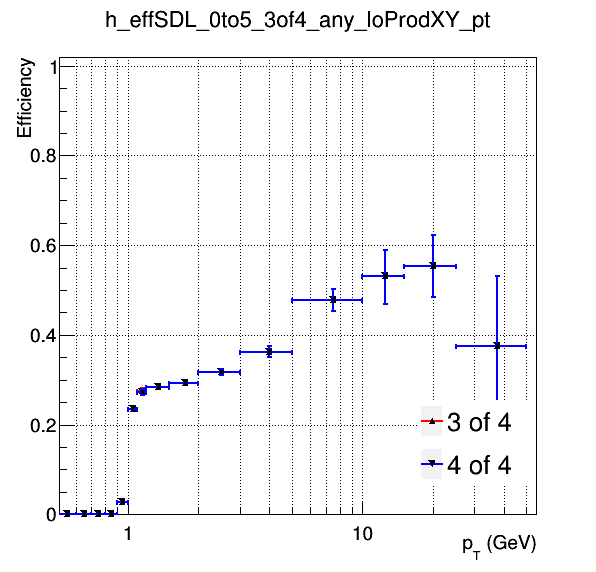 h_effSDL_0to5_3of4_any_loProdXY_pt
Efficiency
1
0.8
0.6
0.4
0.2
0
3 of 4
4 of 4
1
10
p_T (GeV)